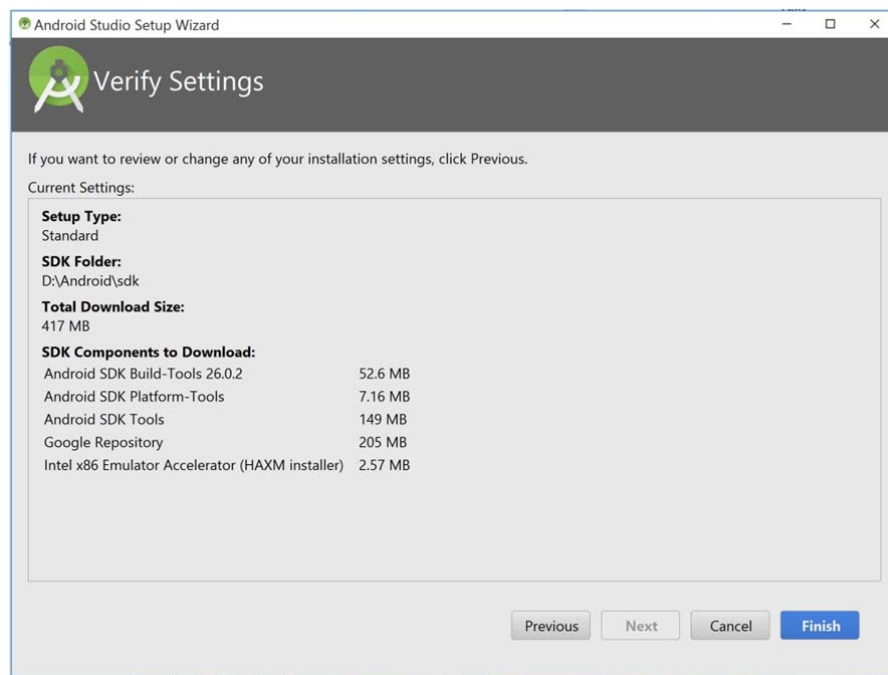 Android Studio Setup Wizard
Verify Settings
If you want to review or change any of your installation settings, click Previous.
Current Settings:
Setup Type:
Standard
SDK Folder:
D:\Android\sdk
Total Download Size:
417 MB
SDK Components to Download:
Android SDK Build-Tools 26.0.2 52.6 MB
Android SDK Platform-Tools 7.16 MB
Android SDK Tools 149 MB
Google Repository 205 MB
Intel x86 Emulator Accelerator (HAXM installer) 2.57 MB
Previous Next Cancel Finish